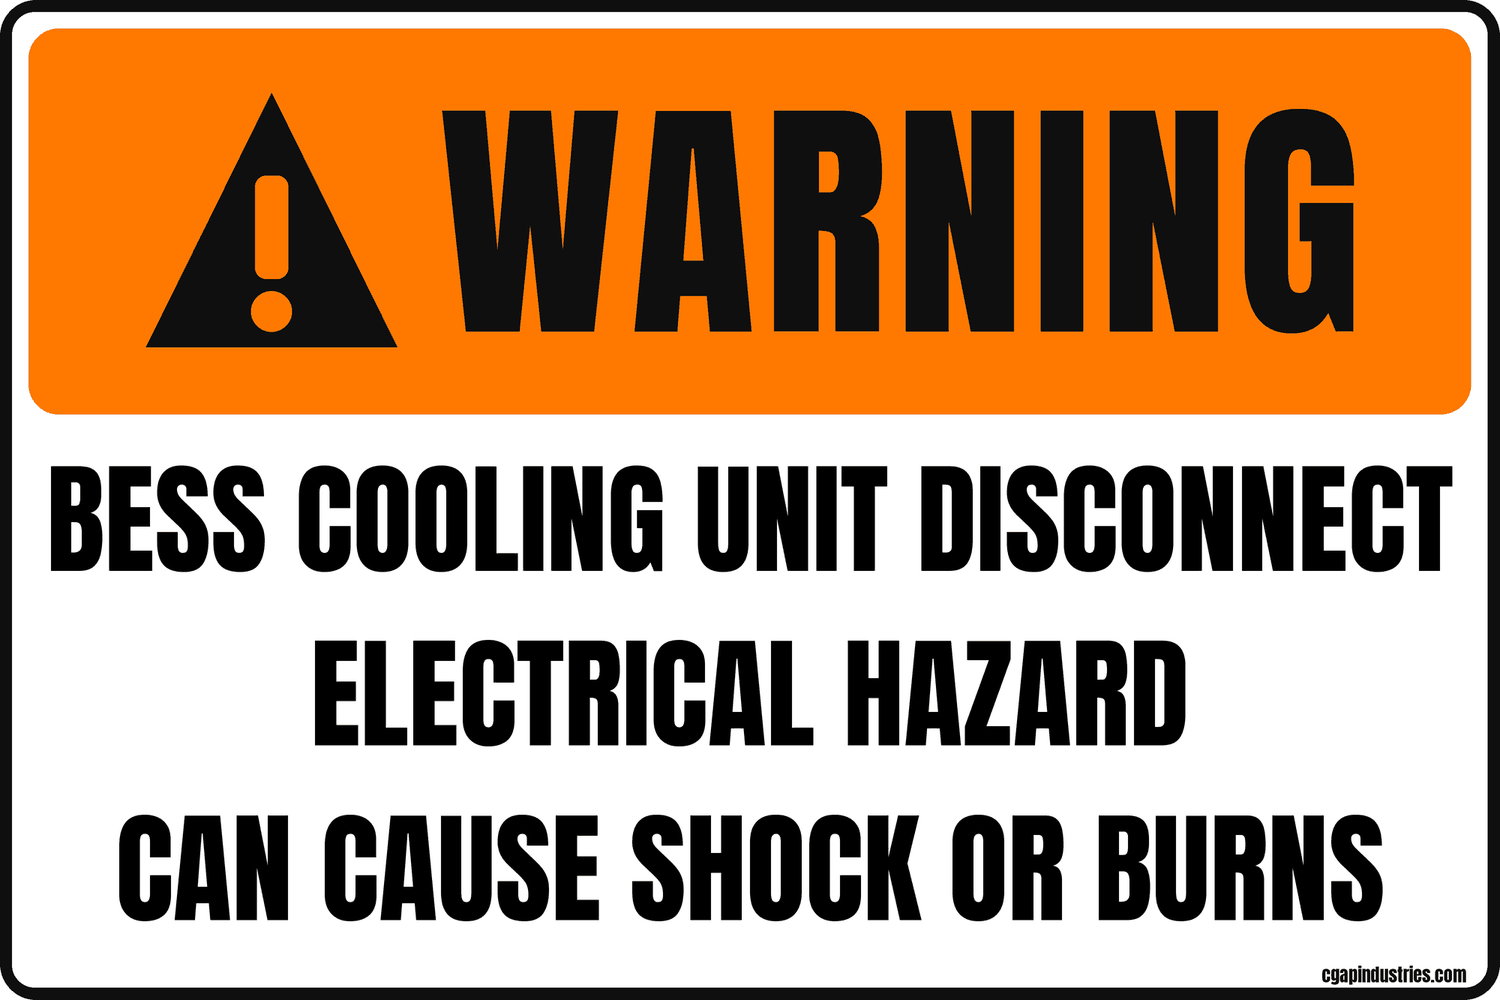 WARNING
BESS COOLING UNIT DISCONNECT
ELECTRICAL HAZARD
CAN CAUSE SHOCK OR BURNS
cgapindustries.com